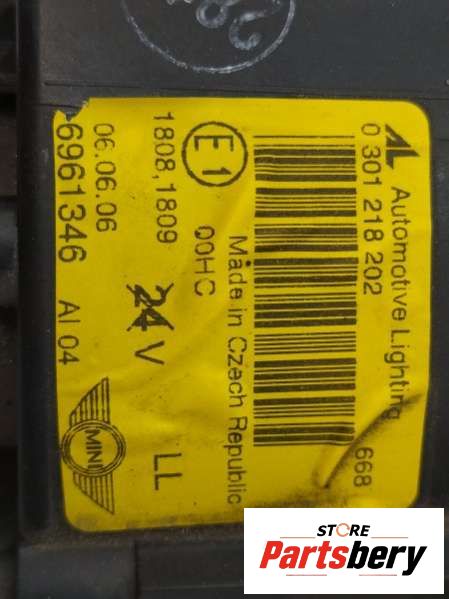 Automotive Lighting
0 301 218 202
668
Made in Czech Republic
E1
00HC
LL
1808,1809
24 V
06.06.06
6961346 AI 04
MINI
STORE
Partsbery